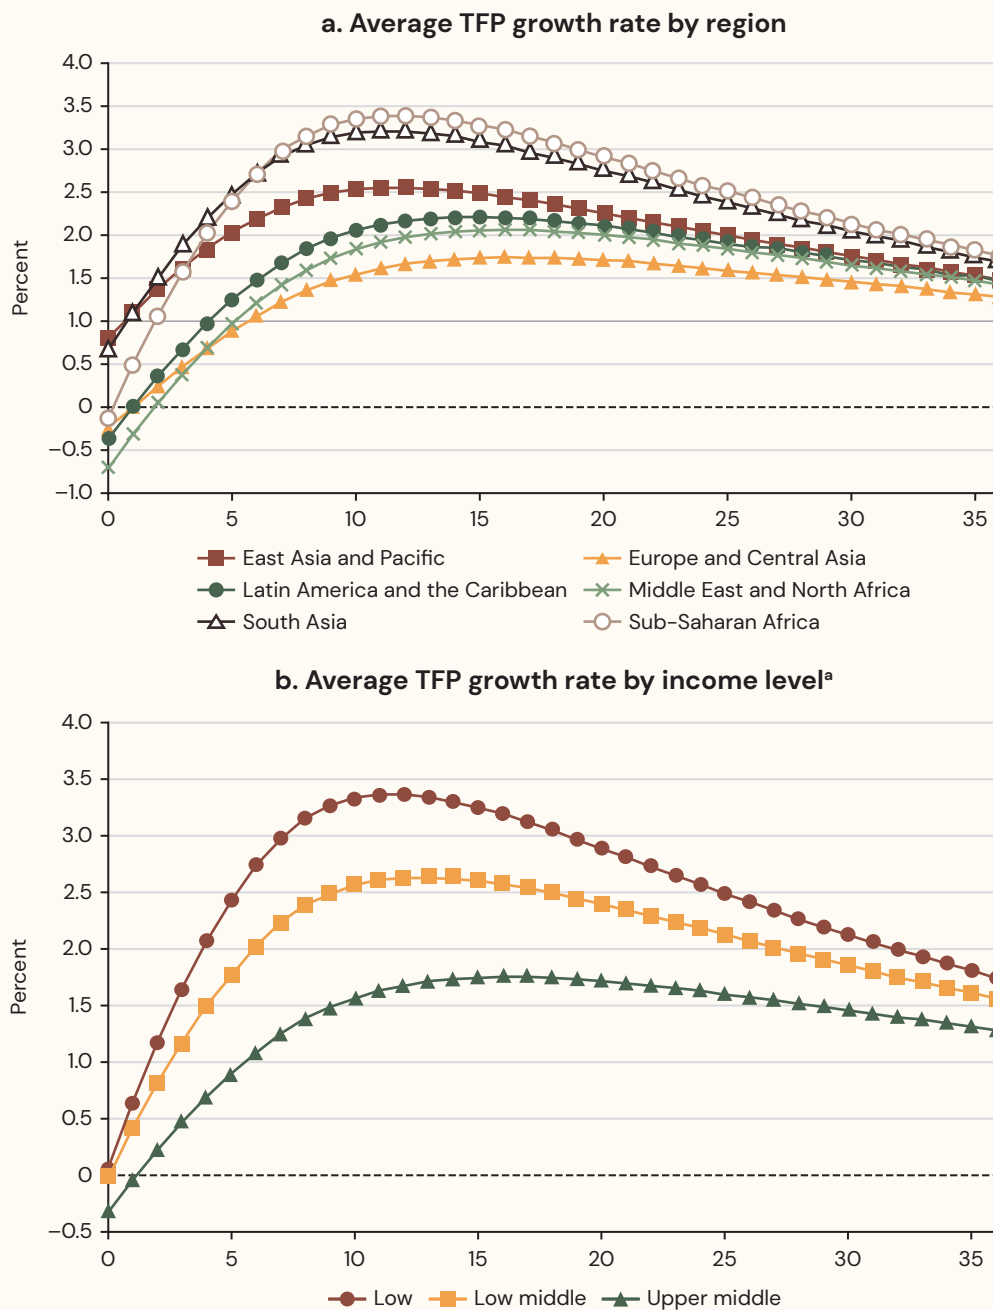 a. Average TFP growth rate by region
Percent
4.0
3.5
3.0
2.5
2.0
1.5
1.0
0.5
0
–0.5
–1.0
0 5 10 15 20 25 30 35
East Asia and Pacific Europe and Central Asia
Latin America and the Caribbean Middle East and North Africa
South Asia Sub-Saharan Africa
b. Average TFP growth rate by income levelᵃ
Percent
4.0
3.5
3.0
2.5
2.0
1.5
1.0
0.5
0
–0.5
0 5 10 15 20 25 30 35
Low Low middle Upper middle